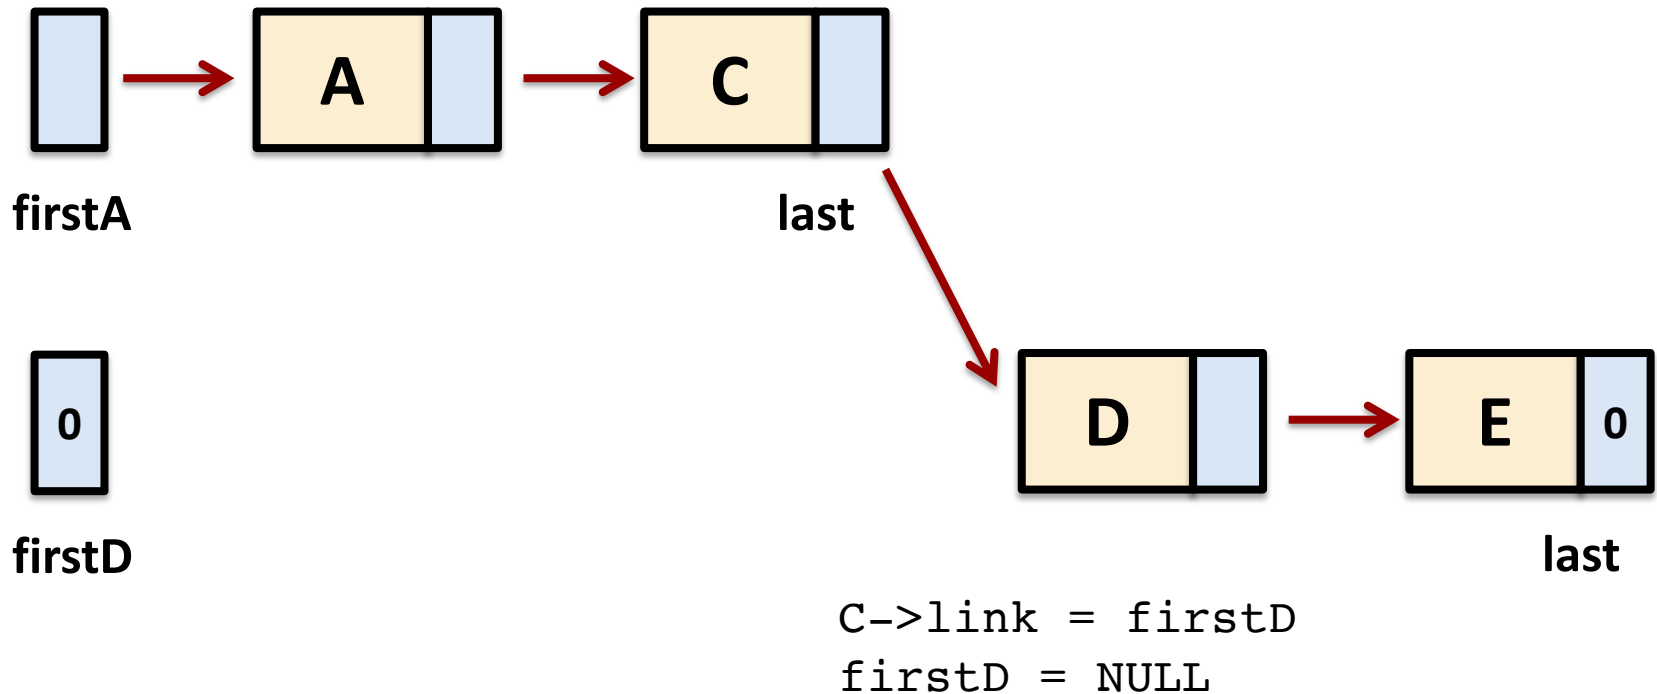 A
C
firstA
last
0
D
E
0
firstD
last
C->link = firstD
firstD = NULL